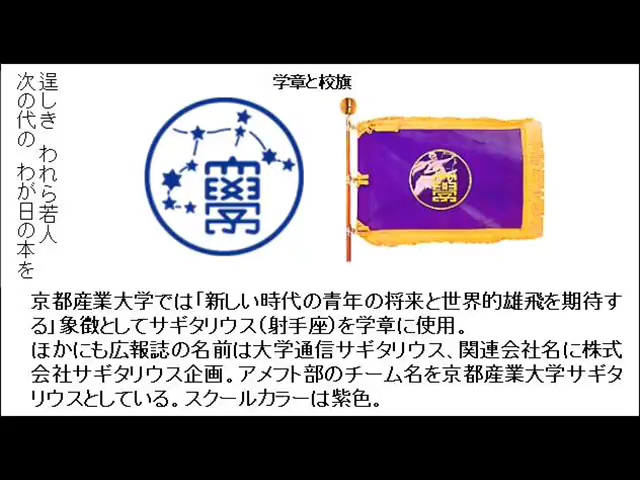 学章と校旗
逞しき われら若人
次の代の わが日の本を
大學
京都産業大学では「新しい時代の青年の将来と世界的雄飛を期待す
る」象徴としてサギタリウス（射手座）を学章に使用。
ほかにも広報誌の名前は大学通信サギタリウス、関連会社名に株式
会社サギタリウス企画。アメフト部のチーム名を京都産業大学サギタ
リウスとしている。スクールカラーは紫色。